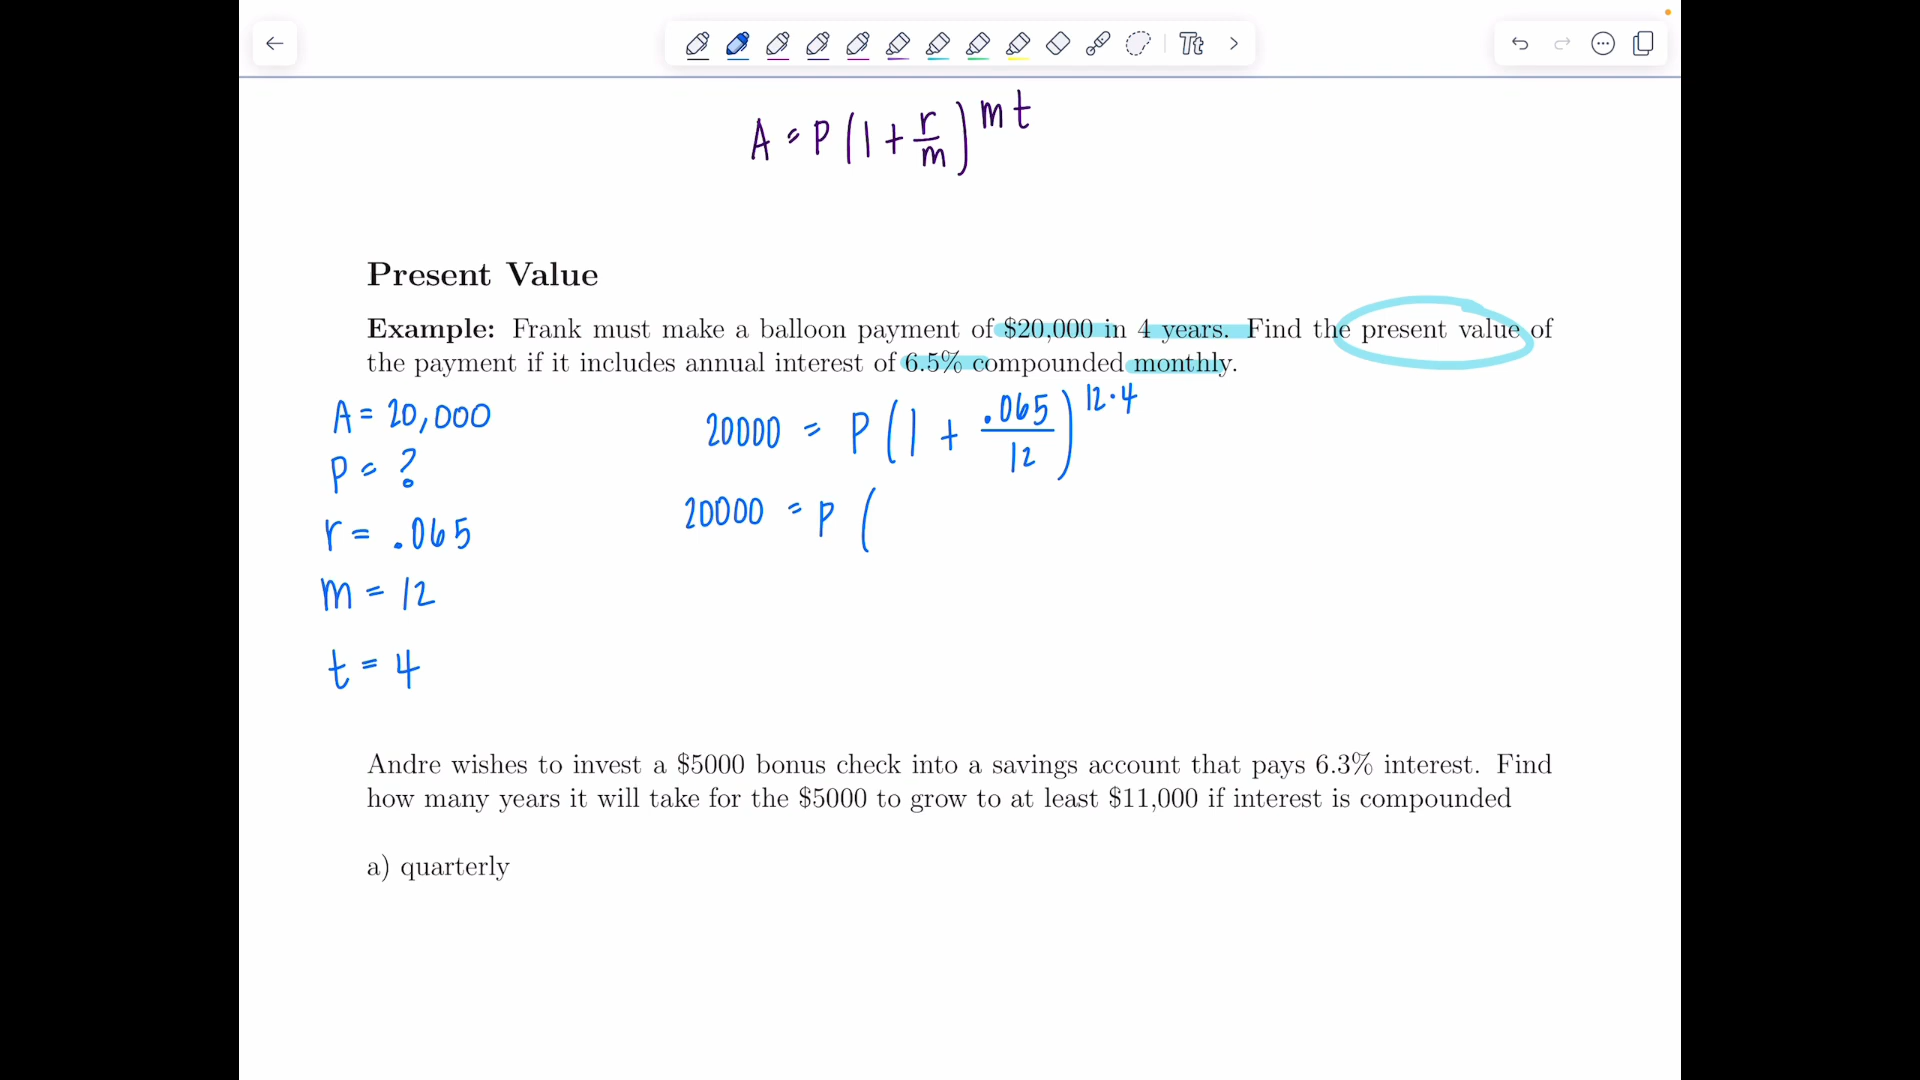 Tt
A = P(1 + r/m)^mt
Present Value
Example: Frank must make a balloon payment of $20,000 in 4 years. Find the present value of
the payment if it includes annual interest of 6.5% compounded monthly.
A = 20,000
P = ?
r = .065
m = 12
t = 4
20000 = P(1 + .065/12)^12·4
20000 = P (
Andre wishes to invest a $5000 bonus check into a savings account that pays 6.3% interest. Find
how many years it will take for the $5000 to grow to at least $11,000 if interest is compounded
a) quarterly